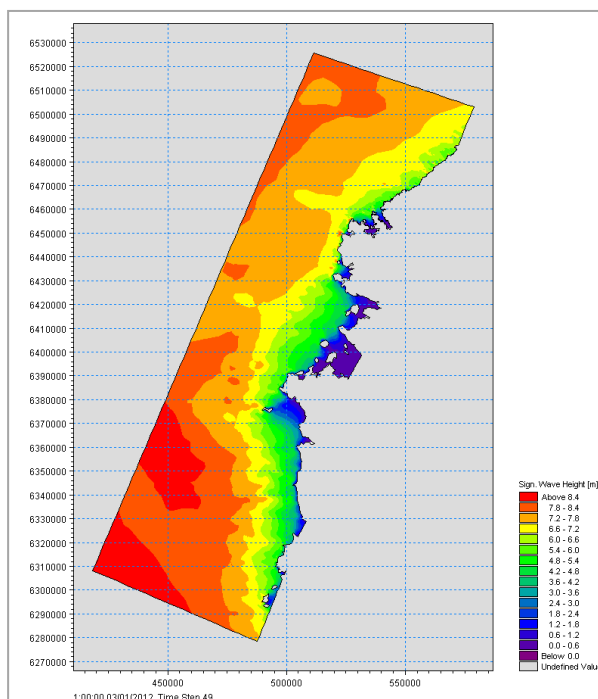 6530000
6520000
6510000
6500000
6490000
6480000
6470000
6460000
6450000
6440000
6430000
6420000
6410000
6400000
6390000
6380000
6370000
6360000
6350000
6340000
6330000
6320000
6310000
6300000
6290000
6280000
6270000
450000 500000 550000
1:00:00 03/01/2012 Time Step 49
Sign. Wave Height [m]
Above 8.4
7.8 - 8.4
7.2 - 7.8
6.6 - 7.2
6.0 - 6.6
5.4 - 6.0
4.8 - 5.4
4.2 - 4.8
3.6 - 4.2
3.0 - 3.6
2.4 - 3.0
1.8 - 2.4
1.2 - 1.8
0.6 - 1.2
0.0 - 0.6
Below 0.0
Undefined Value